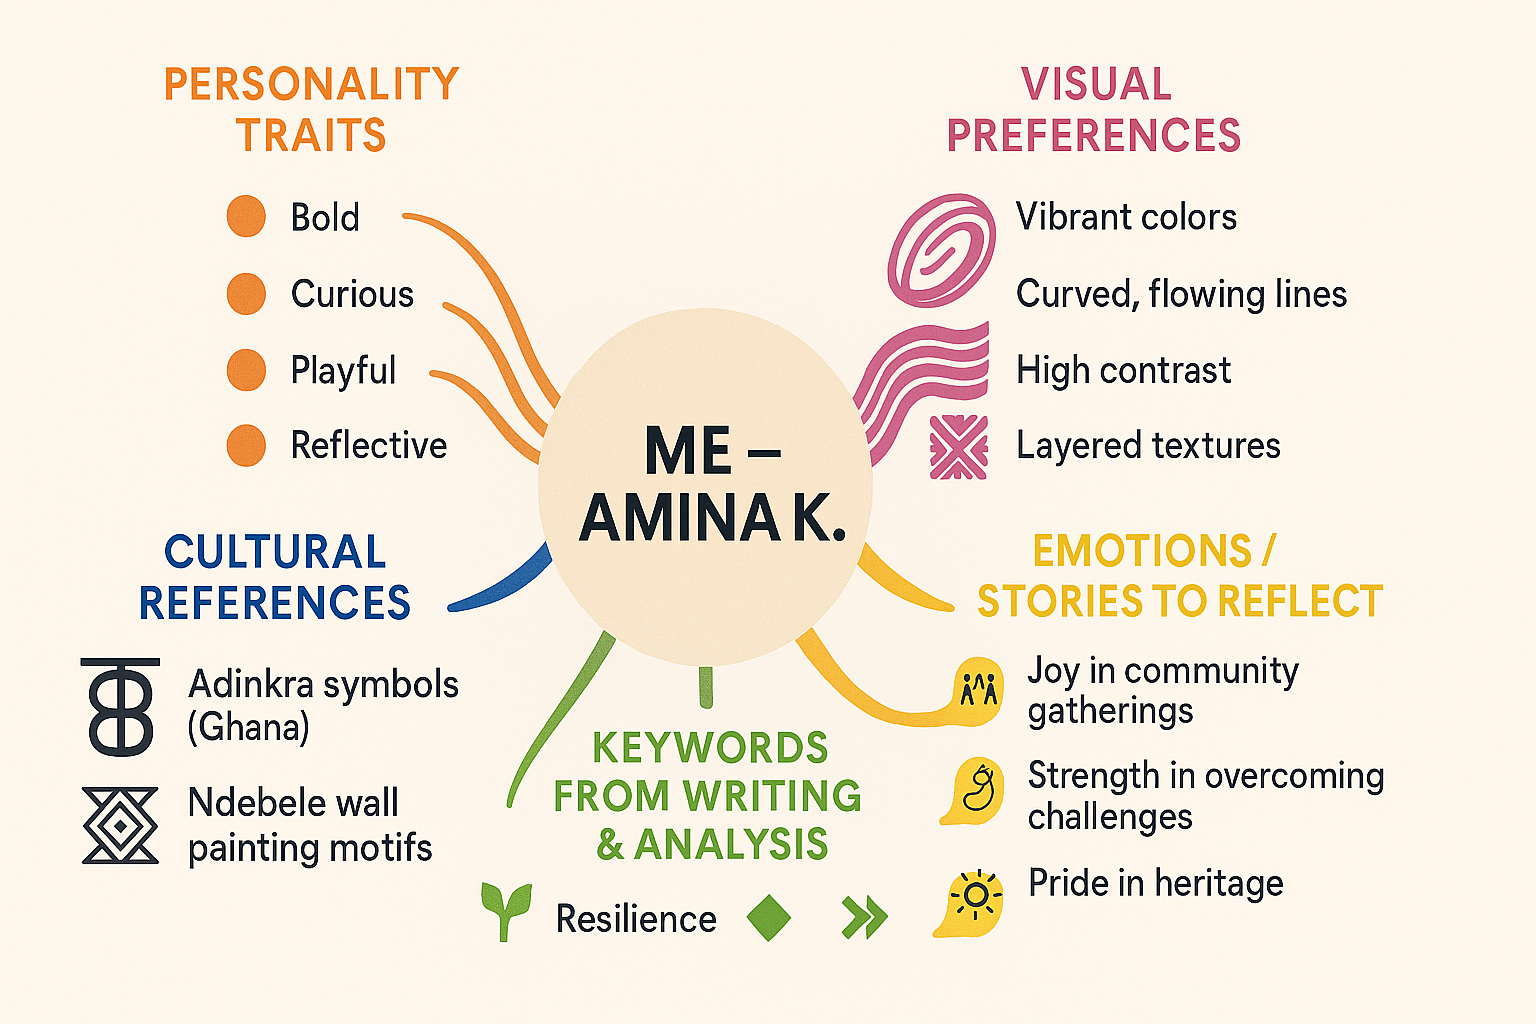 PERSONALITY
TRAITS
Bold
Curious
Playful
Reflective
VISUAL
PREFERENCES
Vibrant colors
Curved, flowing lines
High contrast
Layered textures
ME –
AMINA K.
CULTURAL
REFERENCES
Adinkra symbols
(Ghana)
Ndebele wall
painting motifs
EMOTIONS /
STORIES TO REFLECT
Joy in community
gatherings
Strength in overcoming
challenges
Pride in heritage
KEYWORDS
FROM WRITING
& ANALYSIS
Resilience